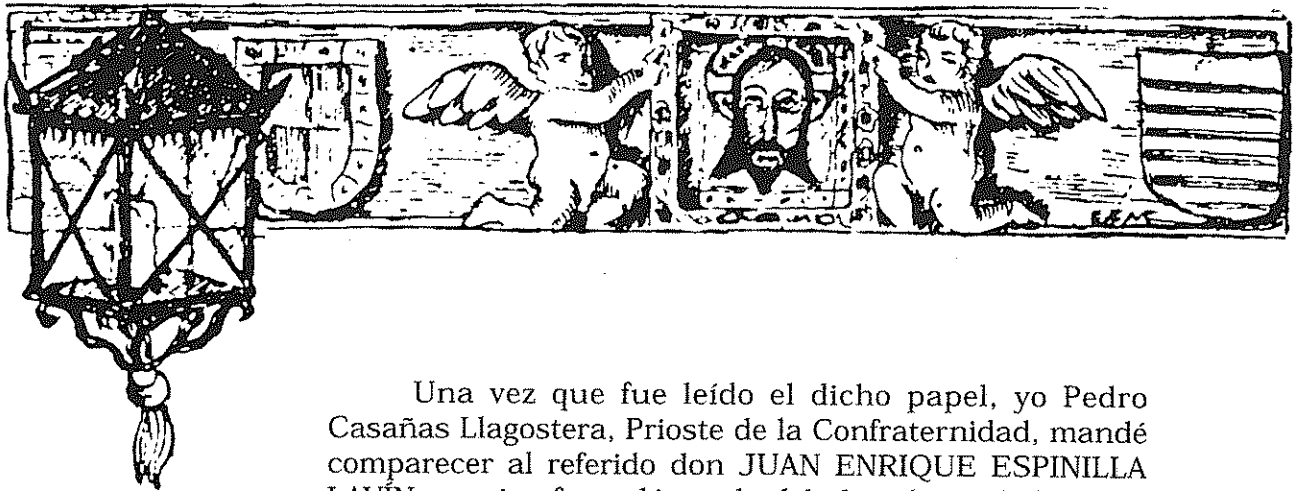 Una vez que fue leído el dicho papel, yo Pedro
Casañas Llagostera, Prioste de la Confraternidad, mandé
comparecer al referido don JUAN ENRIQUE ESPINILLA
LAVÍN